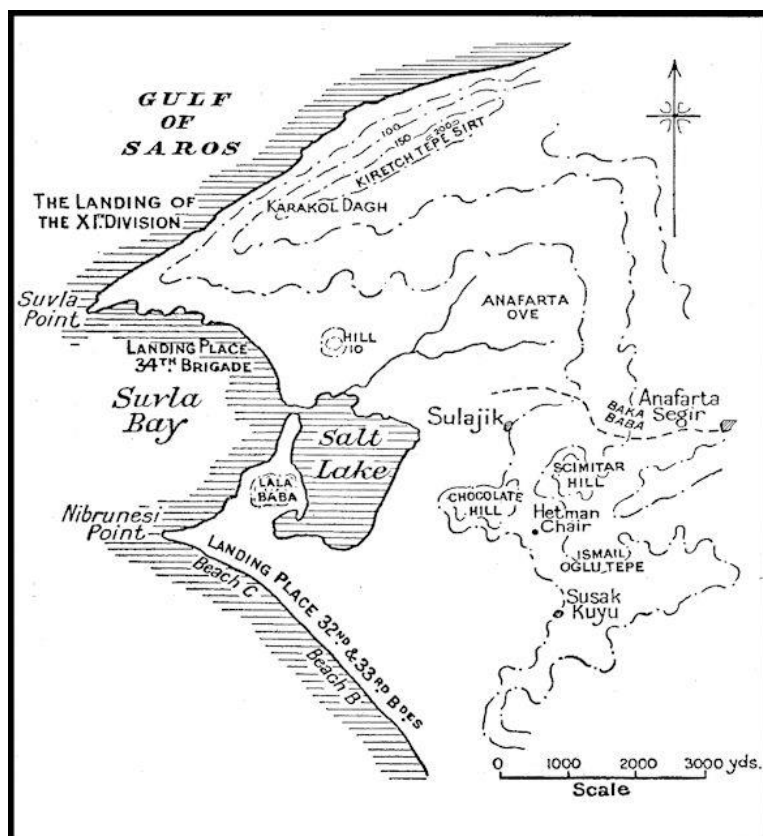 GULF
OF
SAROS
THE LANDING OF
THE XITH DIVISION
100
150
200
KIRETCH TEPE SIRT
KARAKOL DAGH
Suvla
Point
LANDING PLACE
34TH BRIGADE
HILL
10
ANAFARTA
OVE
Suvla
Bay
Salt
Lake
Sulajik
BAKA
BABA
Anafarta
Segir
LALA
BABA
SCIMITAR
HILL
CHOCOLATE
HILL
Hetman
Chair
Nibrunesi
Point
ISMAIL
OGLU TEPE
LANDING PLACE 32ND & 33RD BDES
Beach C
Beach B
Susak
Kuyu
0 1000 2000 3000 yds.
Scale